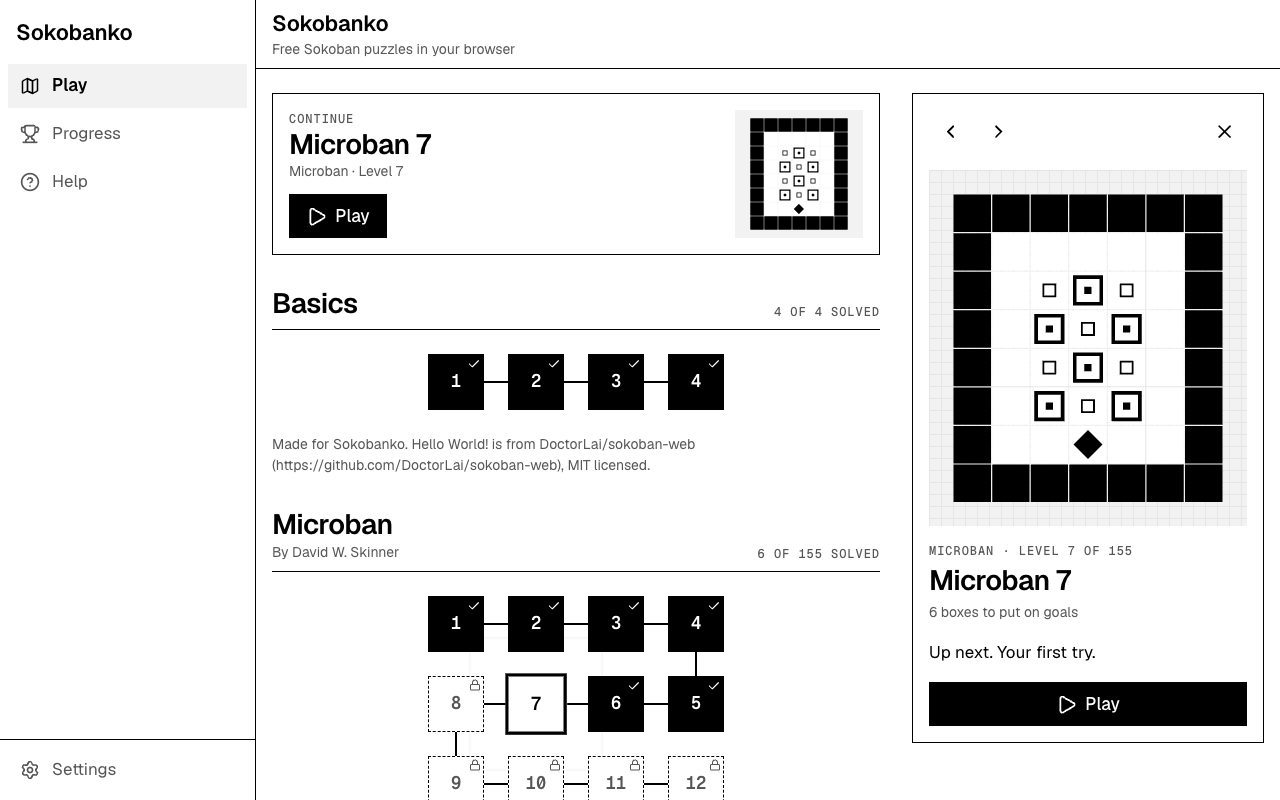 Sokobanko
Play
Progress
Help
Settings
Sokobanko
Free Sokoban puzzles in your browser
CONTINUE
Microban 7
Microban · Level 7
Play
Basics
4 OF 4 SOLVED
1 2 3 4
Made for Sokobanko. Hello World! is from DoctorLai/sokoban-web
(https://github.com/DoctorLai/sokoban-web), MIT licensed.
Microban
By David W. Skinner
6 OF 155 SOLVED
1 2 3 4
8 7 6 5
9 10 11 12
MICROBAN · LEVEL 7 OF 155
Microban 7
6 boxes to put on goals
Up next. Your first try.
Play